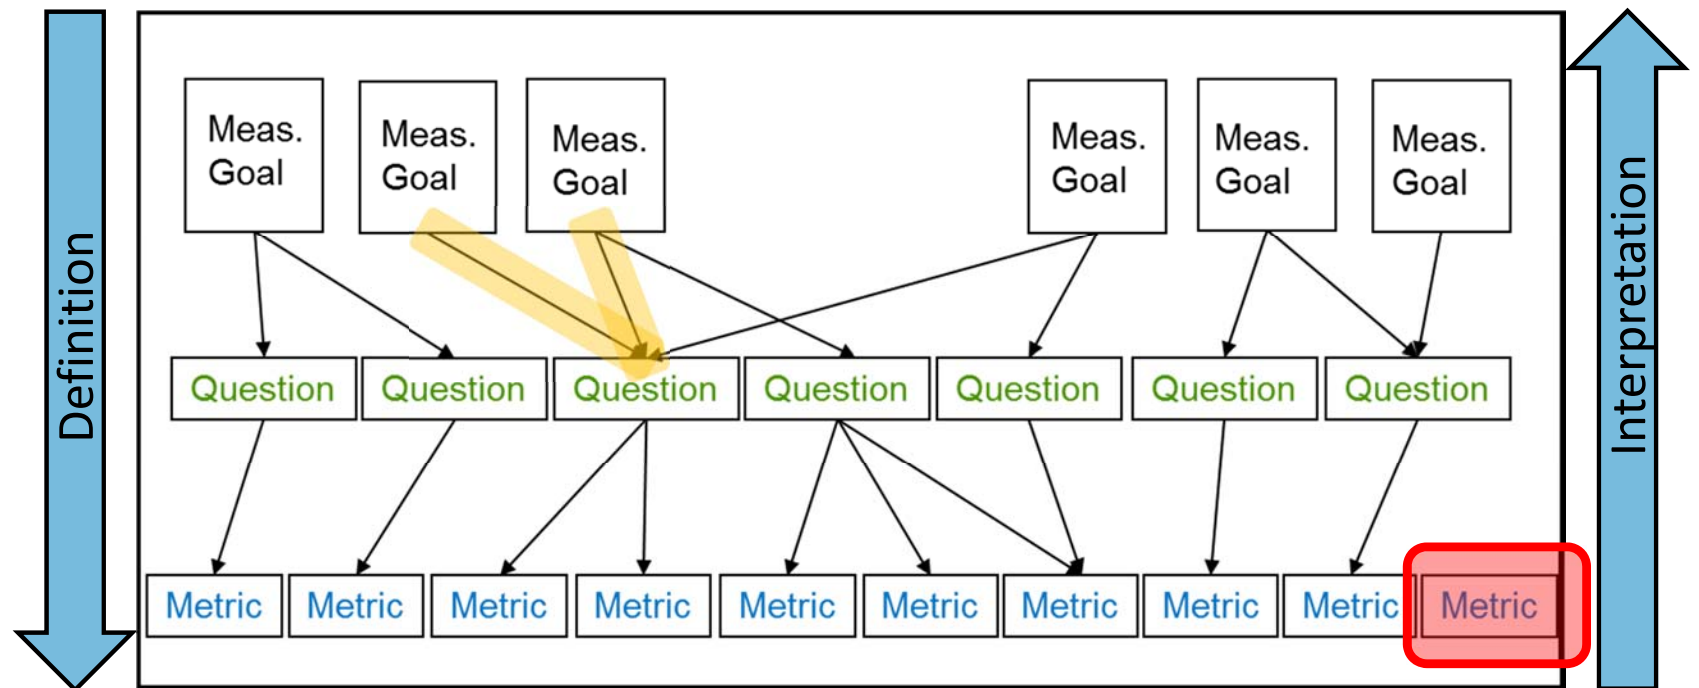 Definition
Meas.
Goal
Meas.
Goal
Meas.
Goal
Meas.
Goal
Meas.
Goal
Meas.
Goal
Question
Question
Question
Question
Question
Question
Question
Metric
Metric
Metric
Metric
Metric
Metric
Metric
Metric
Metric
Metric
Interpretation